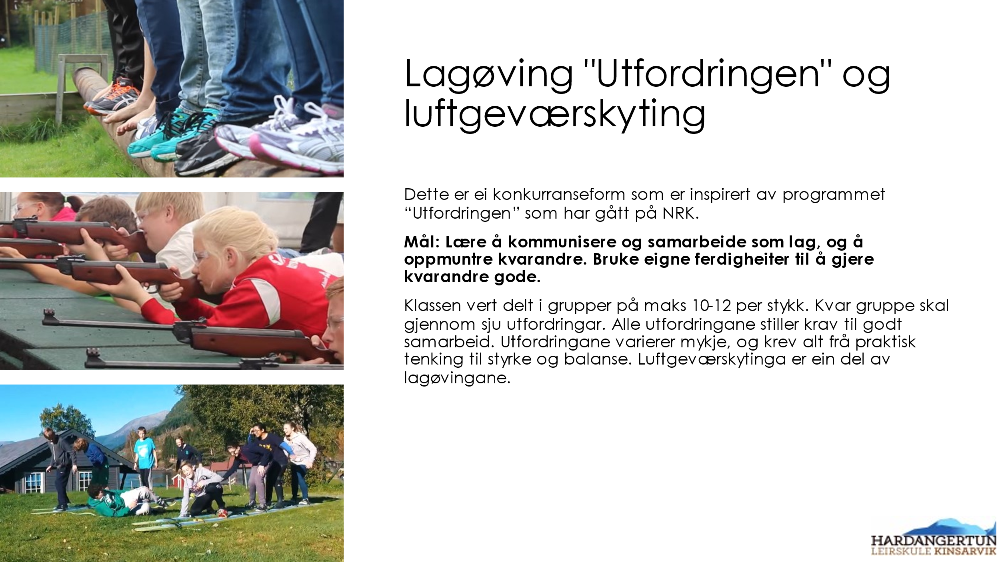 Lagøving "Utfordringen" og
luftgeværskyting
Dette er ei konkurranseform som er inspirert av programmet
“Utfordringen” som har gått på NRK.
Mål: Lære å kommunisere og samarbeide som lag, og å
oppmuntre kvarandre. Bruke eigne ferdigheiter til å gjere
kvarandre gode.
Klassen vert delt i grupper på maks 10-12 per stykk. Kvar gruppe skal
gjennom sju utfordringar. Alle utfordringane stiller krav til godt
samarbeid. Utfordringane varierer mykje, og krev alt frå praktisk
tenking til styrke og balanse. Luftgeværskytinga er ein del av
lagøvingane.
HARDANGERTUN
LEIRSKULE KINSARVIK